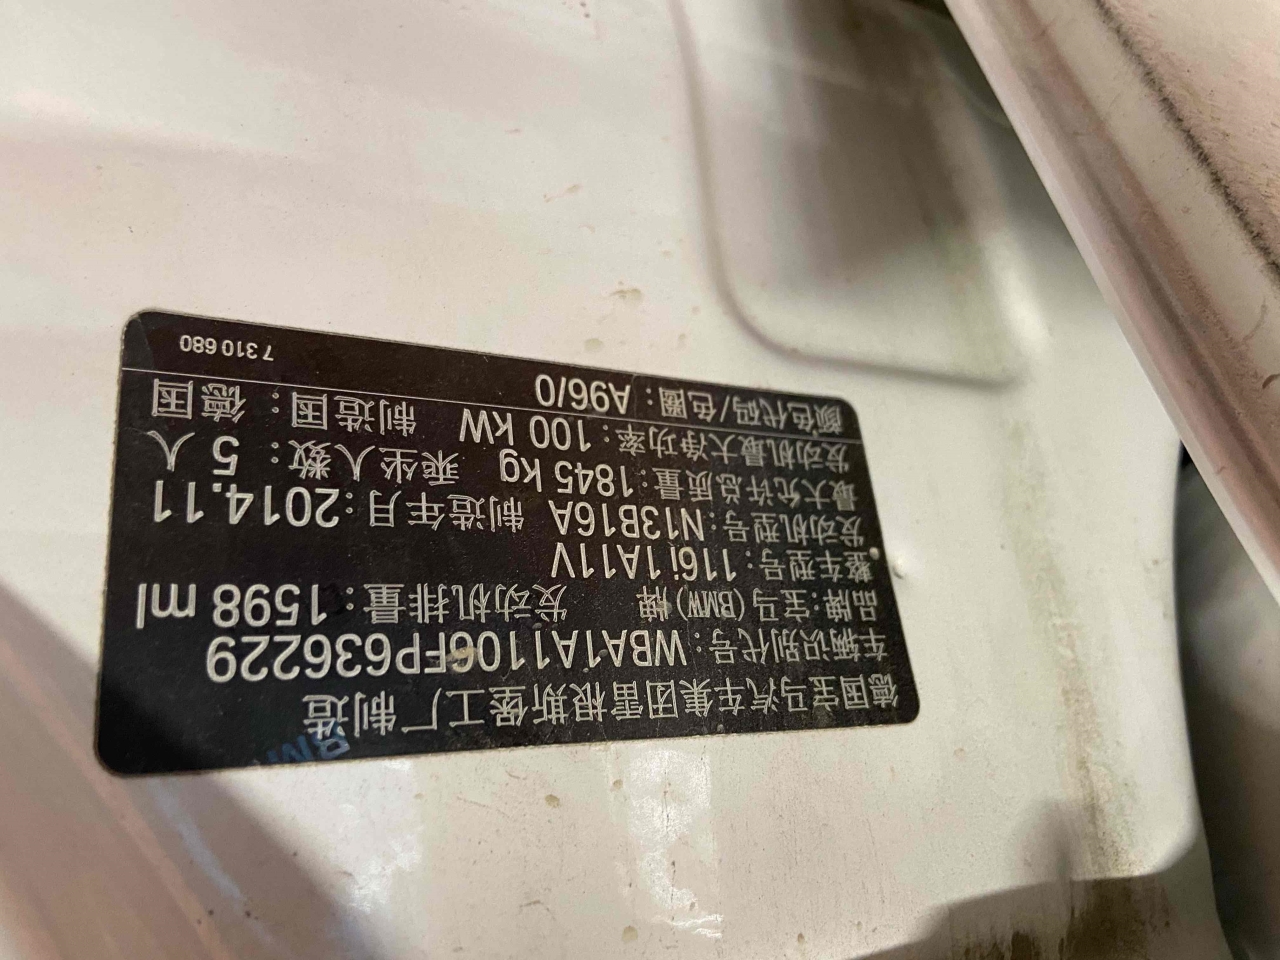 德国宝马汽车集团雷根斯堡工厂制造
车辆识别代号：WBA1A1106FP636229
品牌：宝马(BMW)牌 发动机排量：1598 ml
整车型号：116i 1A11V
发动机型号：N13B16A 制造年月：2014.11
最大允许总质量：1845 kg 乘坐人数：5 人
发动机最大净功率：100 kW 制造国：德国
颜色代码/色圈：A96/0
7 310 680